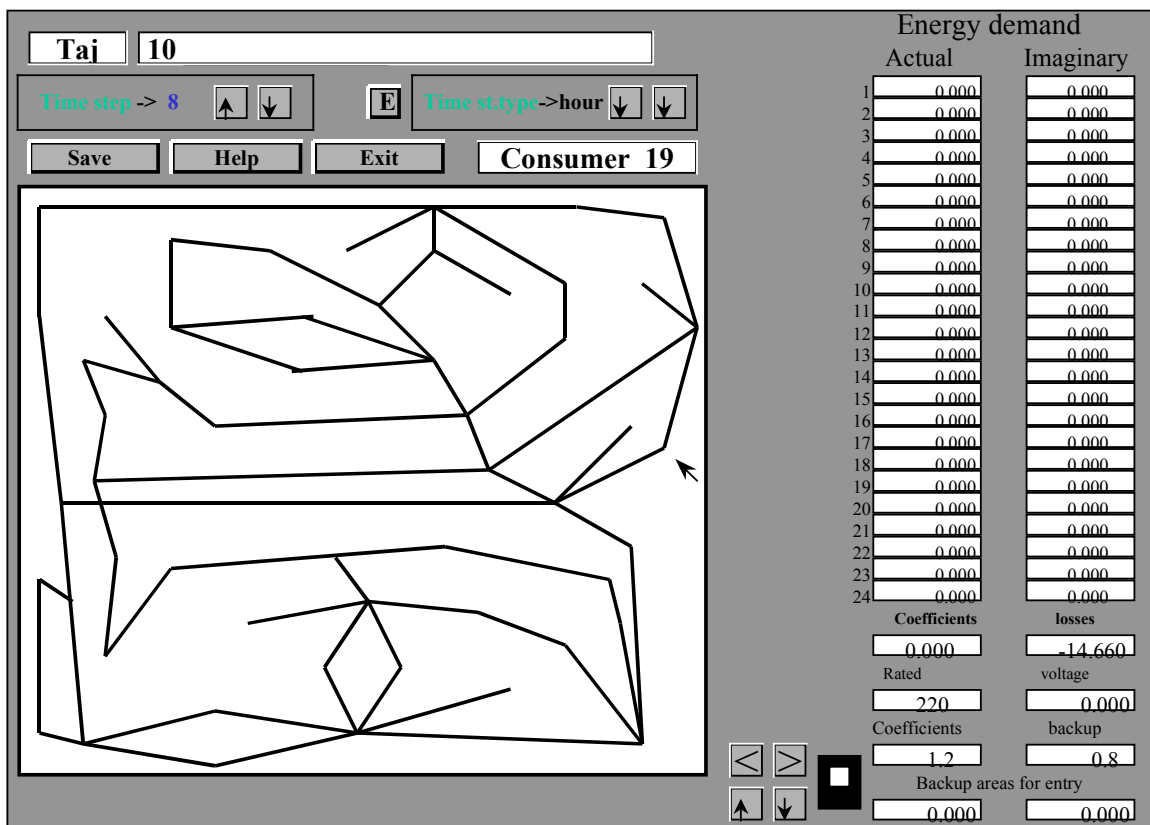 Energy demand
Taj 10
Actual Imaginary
Time step -> 8 E Time st.type->hour
1 0.000 0.000
2 0.000 0.000
3 0.000 0.000
Save Help Exit Consumer 19
4 0.000 0.000
5 0.000 0.000
6 0.000 0.000
7 0.000 0.000
8 0.000 0.000
9 0.000 0.000
10 0.000 0.000
11 0.000 0.000
12 0.000 0.000
13 0.000 0.000
14 0.000 0.000
15 0.000 0.000
16 0.000 0.000
17 0.000 0.000
18 0.000 0.000
19 0.000 0.000
20 0.000 0.000
21 0.000 0.000
22 0.000 0.000
23 0.000 0.000
24 0.000 0.000
Coefficients losses
0.000 -14.660
Rated voltage
220 0.000
Coefficients backup
< > 1.2 0.8
Backup areas for entry
0.000 0.000